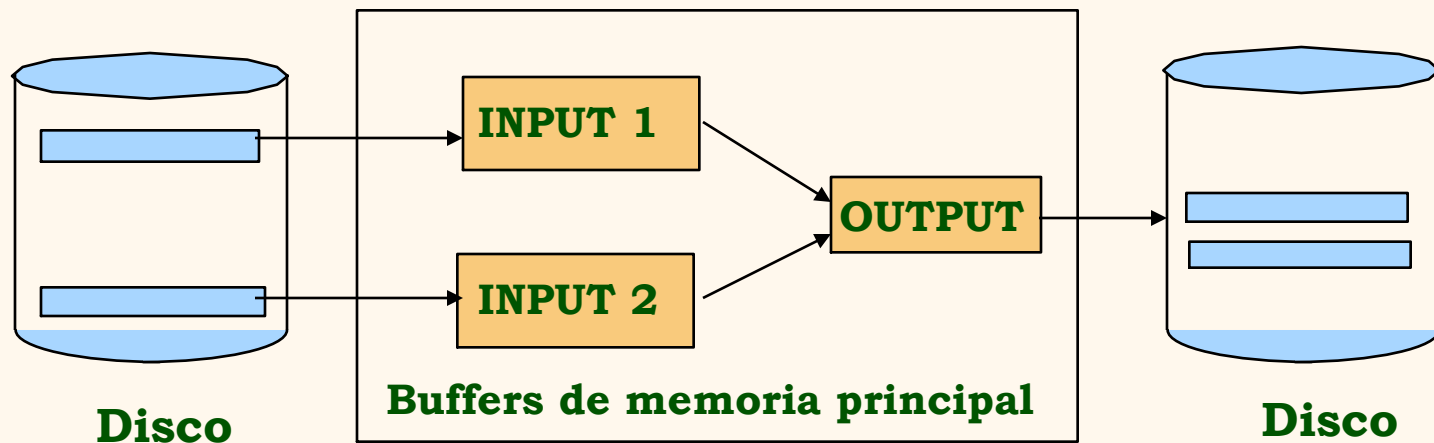 INPUT 1
OUTPUT
INPUT 2
Buffers de memoria principal
Disco
Disco